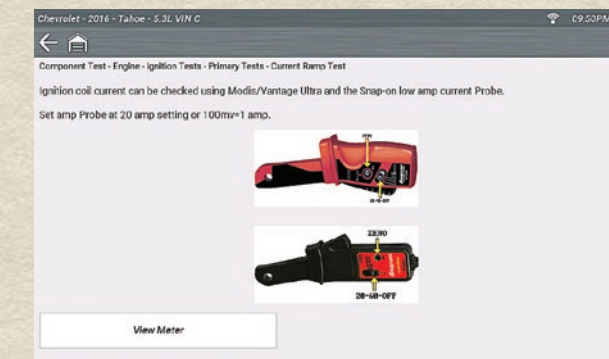 Chevrolet - 2016 - Tahoe - 5.3L VIN C
09:50PM
Component Test - Engine - Ignition Tests - Primary Tests - Current Ramp Test
Ignition coil current can be checked using Modis/Vantage Ultra and the Snap-on low amp current Probe.
Set amp Probe at 20 amp setting or 100mv=1 amp.
ZERO
20-60-OFF
View Meter